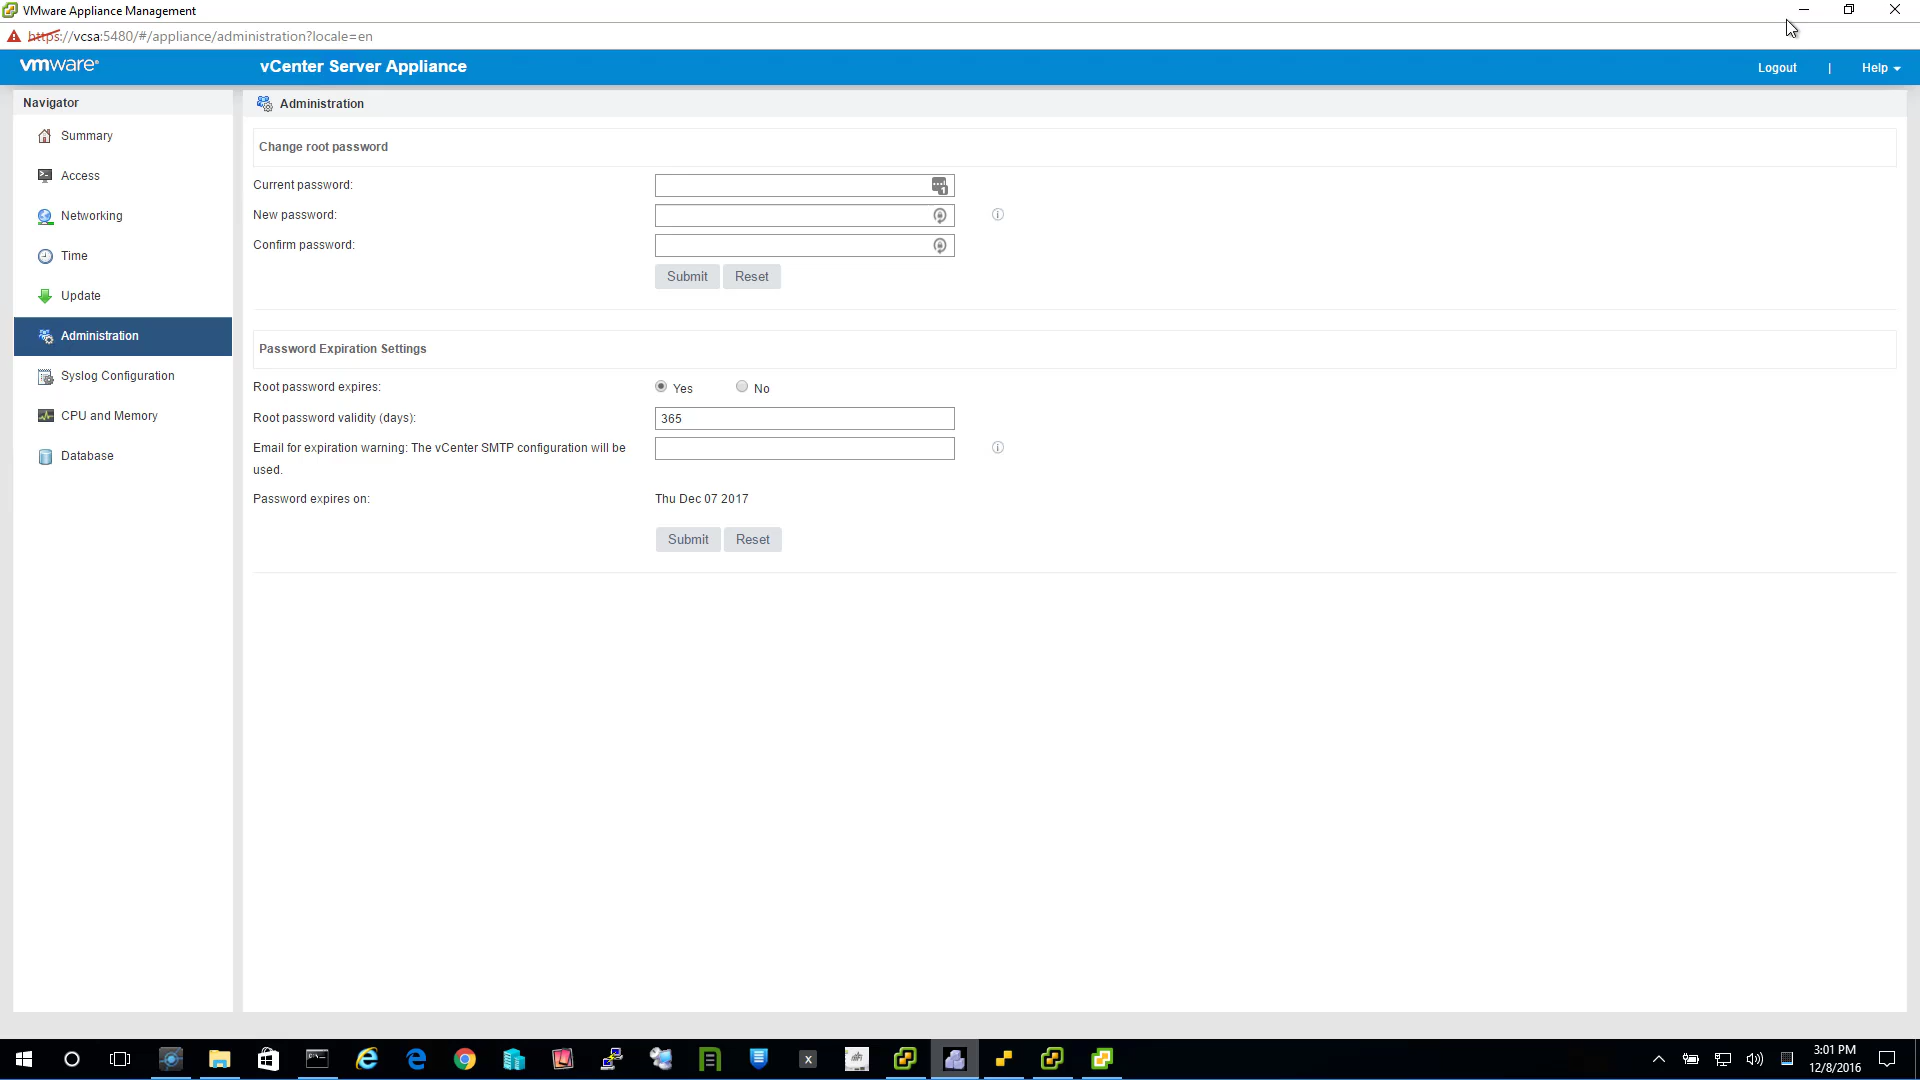 VMware Appliance Management
https://vcsa:5480/#/appliance/administration?locale=en
vmware®
vCenter Server Appliance
Logout | Help
Navigator
Summary
Access
Networking
Time
Update
Administration
Syslog Configuration
CPU and Memory
Database
Administration
Change root password
Current password:
New password:
Confirm password:
Submit Reset
Password Expiration Settings
Root password expires: Yes No
Root password validity (days): 365
Email for expiration warning: The vCenter SMTP configuration will be
used.
Password expires on: Thu Dec 07 2017
Submit Reset
3:01 PM
12/8/2016